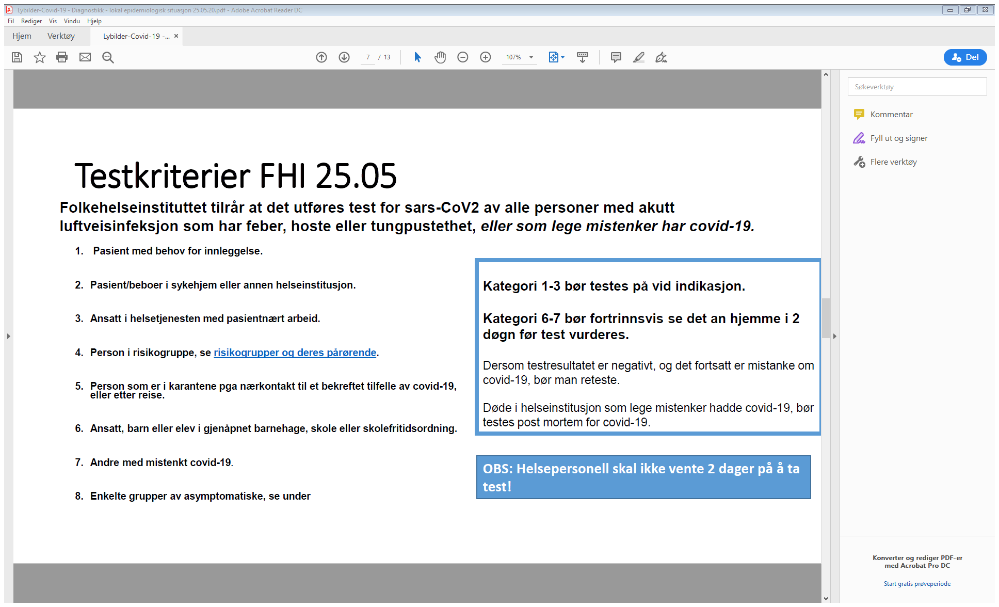 Lybilder-Covid-19 - Diagnostikk - lokal epidemiologisk situasjon 25.05.20.pdf - Adobe Acrobat Reader DC
Fil Rediger Vis Vindu Hjelp
Hjem Verktøy Lybilder-Covid-19 -... ×
7 / 13 107% Del
Søkeverktøy
Kommentar
Fyll ut og signer
Flere verktøy
Testkriterier FHI 25.05
Folkehelseinstituttet tilrår at det utføres test for sars-CoV2 av alle personer med akutt
luftveisinfeksjon som har feber, hoste eller tungpustethet, eller som lege mistenker har covid-19.
1. Pasient med behov for innleggelse.
2. Pasient/beboer i sykehjem eller annen helseinstitusjon.
3. Ansatt i helsetjenesten med pasientnært arbeid.
4. Person i risikogruppe, se risikogrupper og deres pårørende.
5. Person som er i karantene pga nærkontakt til et bekreftet tilfelle av covid-19,
eller etter reise.
6. Ansatt, barn eller elev i gjenåpnet barnehage, skole eller skolefritidsordning.
7. Andre med mistenkt covid-19.
8. Enkelte grupper av asymptomatiske, se under
Kategori 1-3 bør testes på vid indikasjon.
Kategori 6-7 bør fortrinnsvis se det an hjemme i 2
døgn før test vurderes.
Dersom testresultatet er negativt, og det fortsatt er mistanke om
covid-19, bør man reteste.
Døde i helseinstitusjon som lege mistenker hadde covid-19, bør
testes post mortem for covid-19.
OBS: Helsepersonell skal ikke vente 2 dager på å ta
test!
Konverter og rediger PDF-er
med Acrobat Pro DC
Start gratis prøveperiode